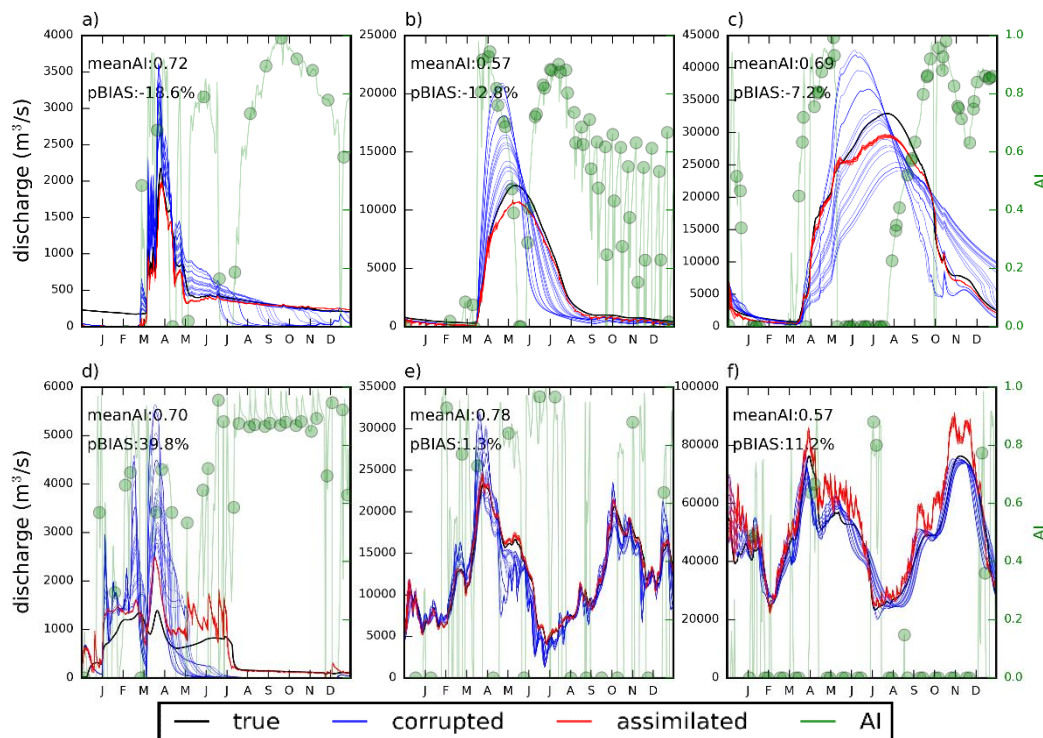 a) b) c)
4000 25000 45000 1.0
meanAI:0.72 meanAI:0.57 meanAI:0.69
pBIAS:-18.6% pBIAS:-12.8% pBIAS:-7.2%
3500 40000
3000 20000 35000 0.8
2500 30000
15000 0.6
2000 25000
discharge (m³/s) AI
1500 10000 20000 0.4
15000
1000 5000 10000 0.2
500 5000
0 0 0 0.0
J F M A M J J A S O N D J F M A M J J A S O N D J F M A M J J A S O N D
d) e) f)
6000 35000 100000 1.0
meanAI:0.70 meanAI:0.78 meanAI:0.57
pBIAS:39.8% pBIAS:1.3% pBIAS:11.2%
5000 30000 80000 0.8
4000 25000
60000 0.6
3000 20000
discharge (m³/s) AI
15000 40000 0.4
2000 10000
1000 20000 0.2
5000
0 0 0 0.0
J F M A M J J A S O N D J F M A M J J A S O N D J F M A M J J A S O N D
true corrupted assimilated AI